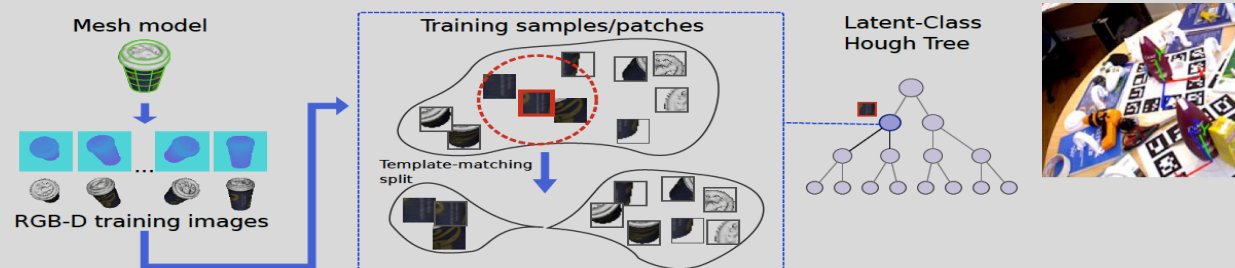 Mesh model
...
RGB-D training images
Training samples/patches
Template-matching
split
Latent-Class
Hough Tree